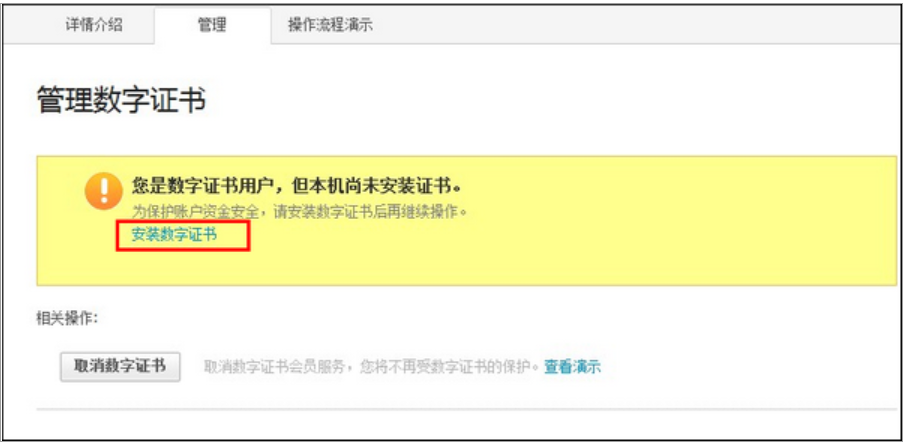 详情介绍 管理 操作流程演示
管理数字证书
您是数字证书用户，但本机尚未安装证书。
为保护账户资金安全，请安装数字证书后再继续操作。
安装数字证书
相关操作：
取消数字证书 取消数字证书会员服务，您将不再受数字证书的保护。查看演示